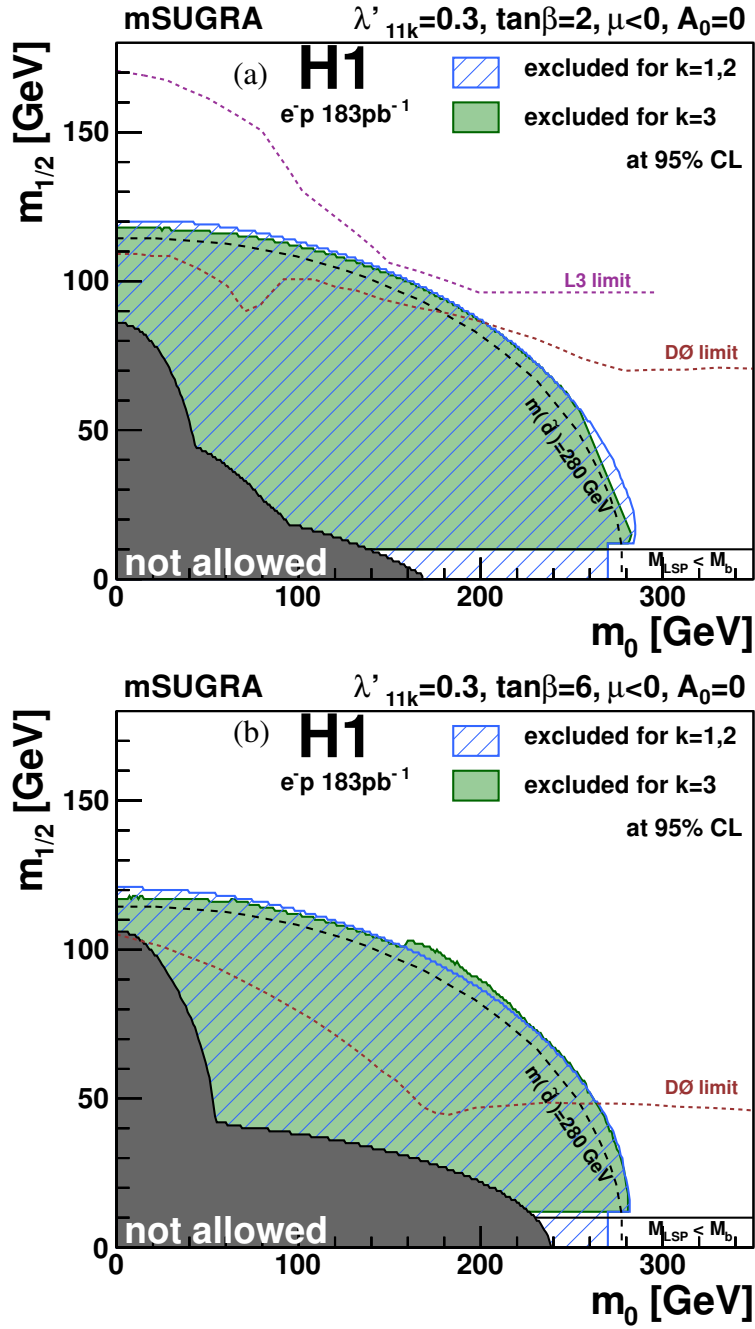 mSUGRA λ'11k=0.3, tanβ=2, μ<0, A0=0
(a) H1 excluded for k=1,2
e-p 183pb-1 excluded for k=3
at 95% CL
m1/2 [GeV]
150
100
50
0
L3 limit
DØ limit
m(d̃)=280 GeV
not allowed
MLSP < Mb
0 100 200 300
m0 [GeV]
mSUGRA λ'11k=0.3, tanβ=6, μ<0, A0=0
(b) H1 excluded for k=1,2
e-p 183pb-1 excluded for k=3
at 95% CL
m1/2 [GeV]
150
100
50
0
DØ limit
m(d̃)=280 GeV
not allowed
MLSP < Mb
0 100 200 300
m0 [GeV]